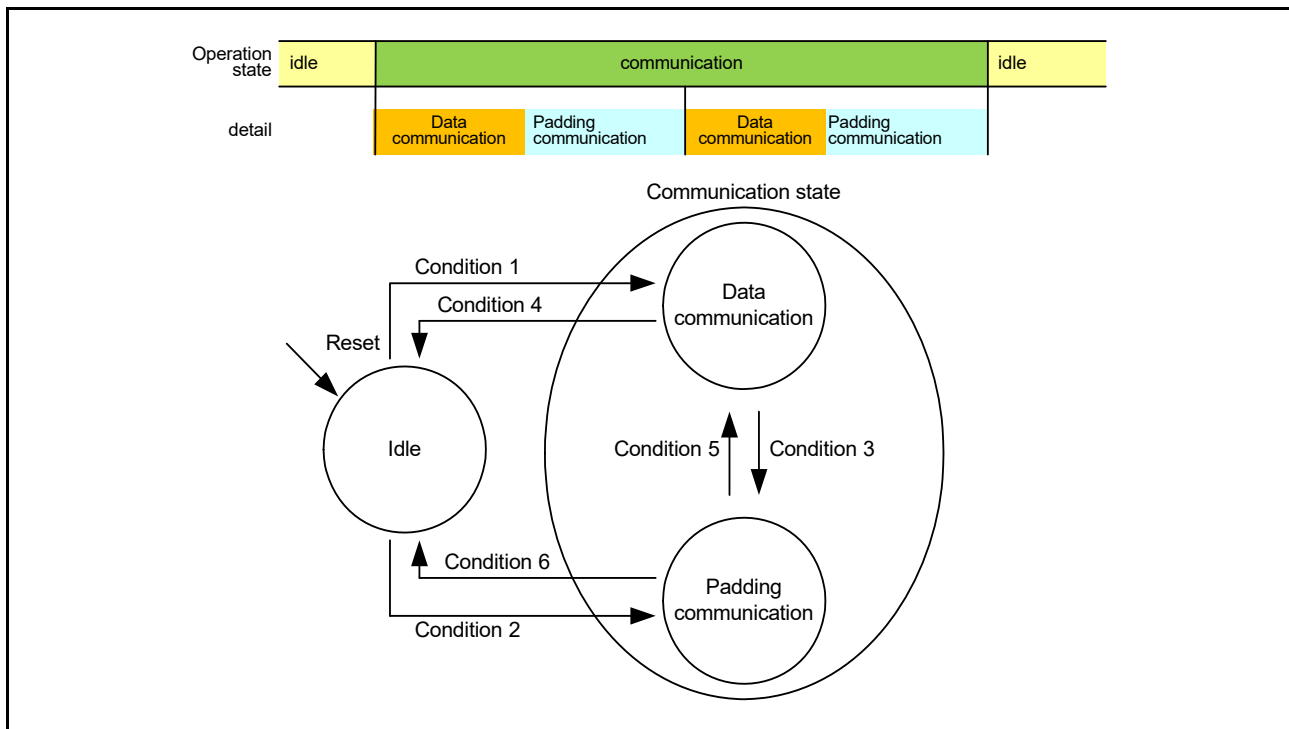 Operation
state
idle
communication
idle
detail
Data
communication
Padding
communication
Data
communication
Padding
communication
Communication state
Condition 1
Data
communication
Condition 4
Reset
Idle
Condition 5
Condition 3
Condition 6
Padding
communication
Condition 2